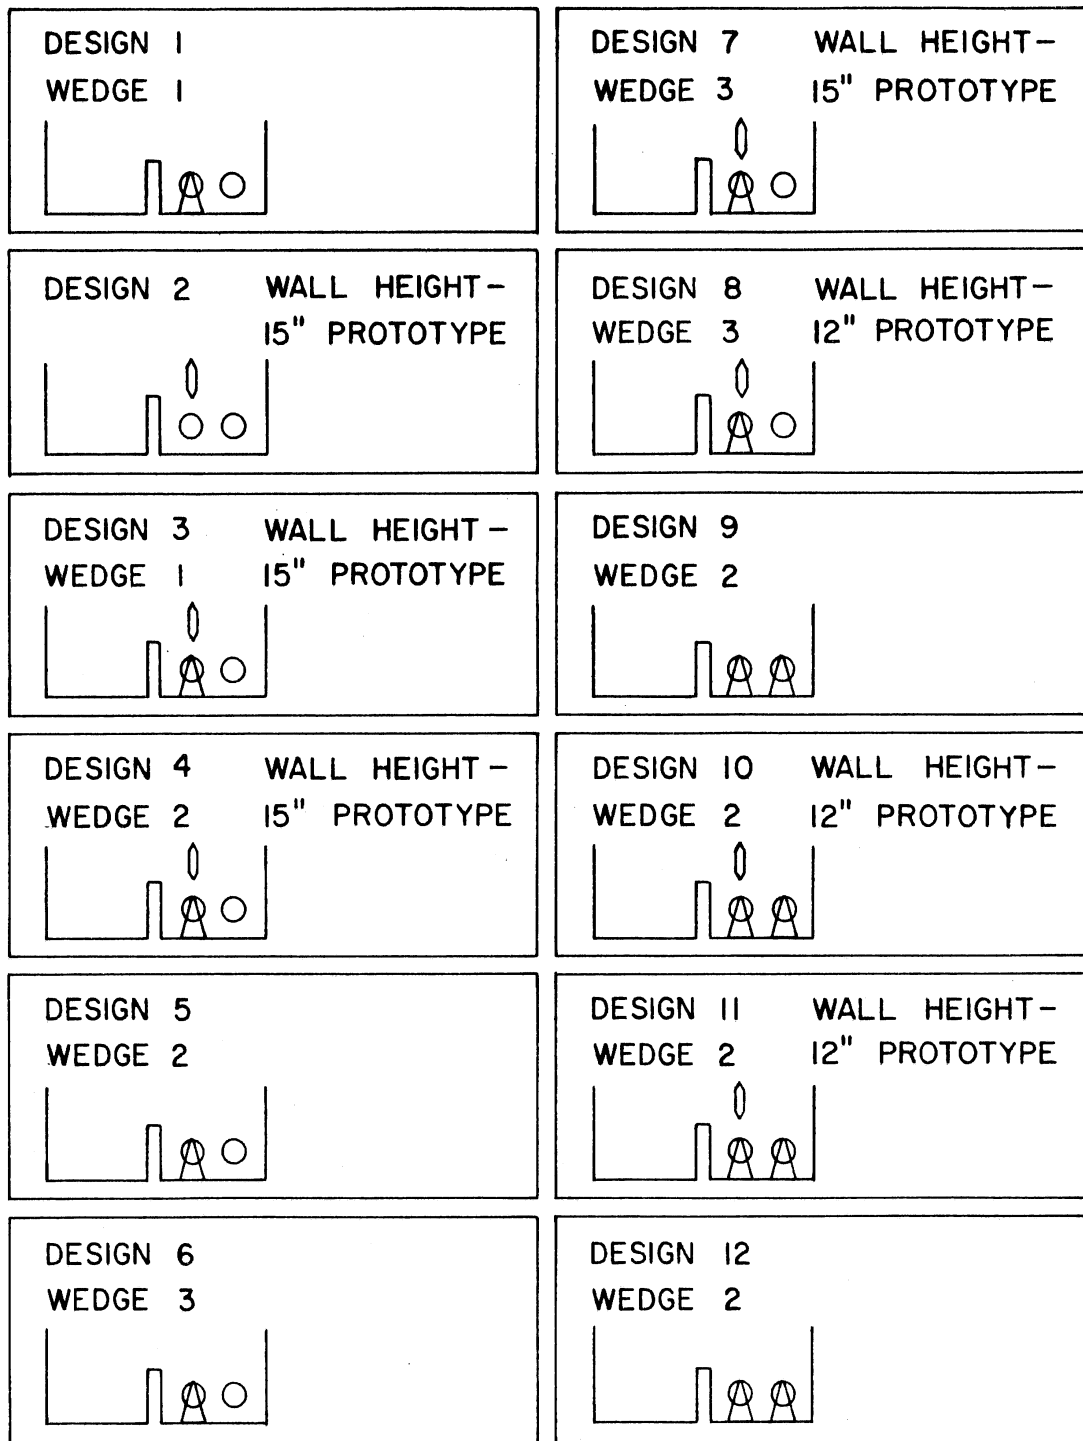 DESIGN 1
WEDGE 1
DESIGN 2 WALL HEIGHT-
15" PROTOTYPE
DESIGN 3 WALL HEIGHT-
WEDGE 1 15" PROTOTYPE
DESIGN 4 WALL HEIGHT-
WEDGE 2 15" PROTOTYPE
DESIGN 5
WEDGE 2
DESIGN 6
WEDGE 3
DESIGN 7 WALL HEIGHT-
WEDGE 3 15" PROTOTYPE
DESIGN 8 WALL HEIGHT-
WEDGE 3 12" PROTOTYPE
DESIGN 9
WEDGE 2
DESIGN 10 WALL HEIGHT-
WEDGE 2 12" PROTOTYPE
DESIGN 11 WALL HEIGHT-
WEDGE 2 12" PROTOTYPE
DESIGN 12
WEDGE 2